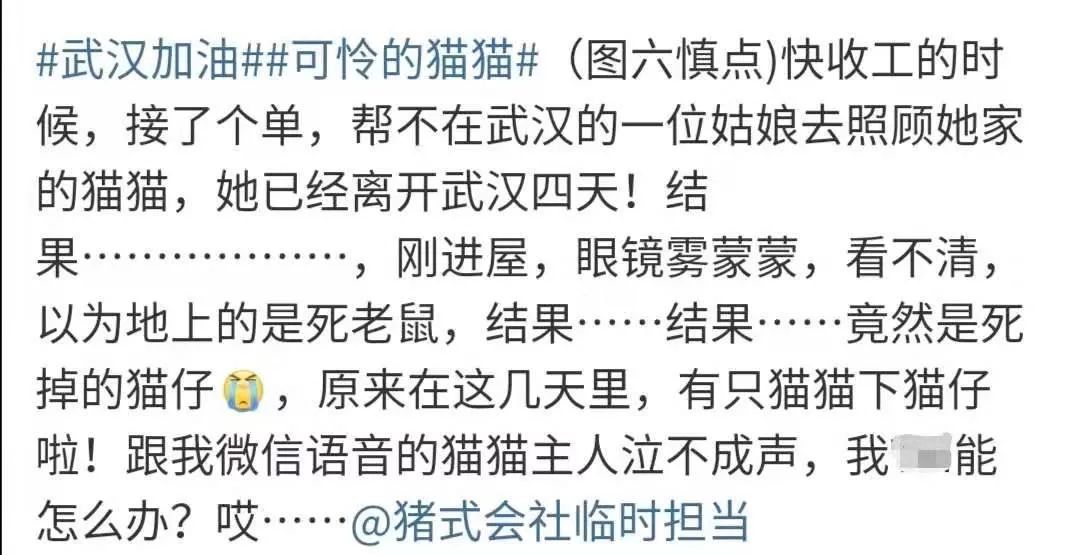 #武汉加油##可怜的猫猫#（图六慎点)快收工的时
候，接了个单，帮不在武汉的一位姑娘去照顾她家
的猫猫，她已经离开武汉四天！结
果………………，刚进屋，眼镜雾蒙蒙，看不清，
以为地上的是死老鼠，结果……结果……竟然是死
掉的猫仔😭，原来在这几天里，有只猫猫下猫仔
啦！跟我微信语音的猫猫主人泣不成声，我能
怎么办？哎……@猪式会社临时担当